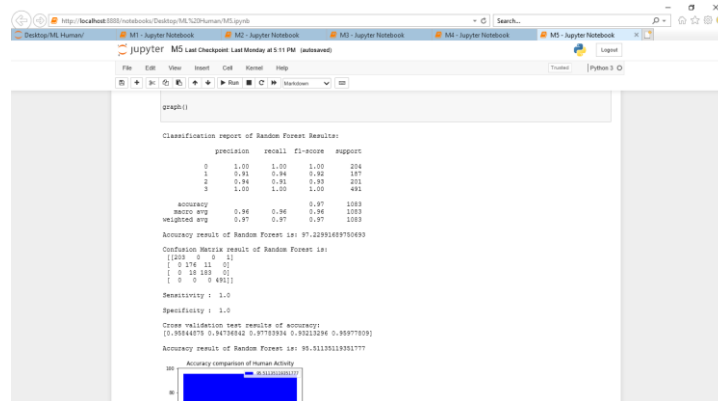 http://localhost:8888/notebooks/Desktop/ML%20Human/M5.ipynb
Search...
Desktop/ML Human/
M1 - Jupyter Notebook
M2 - Jupyter Notebook
M3 - Jupyter Notebook
M4 - Jupyter Notebook
M5 - Jupyter Notebook
jupyter M5 Last Checkpoint: Last Monday at 5:11 PM (autosaved)
Logout
File Edit View Insert Cell Kernel Help
Trusted Python 3
Run Markdown
graph()
Classification report of Random Forest Results:
precision recall f1-score support
0 1.00 1.00 1.00 204
1 0.91 0.94 0.92 187
2 0.94 0.91 0.93 201
3 1.00 1.00 1.00 491
accuracy 0.97 1083
macro avg 0.96 0.96 0.96 1083
weighted avg 0.97 0.97 0.97 1083
Accuracy result of Random Forest is: 97.22991689750693
Confusion Matrix result of Random Forest is:
[[203 0 0 1]
[ 0 176 11 0]
[ 0 18 183 0]
[ 0 0 0 491]]
Sensitivity : 1.0
Specificity : 1.0
Cross validation test results of accuracy:
[0.95844875 0.94736842 0.97783934 0.93213296 0.95977809]
Accuracy result of Random Forest is: 95.51135119351777
Accuracy comparison of Human Activity
100
95.51135119351777
90